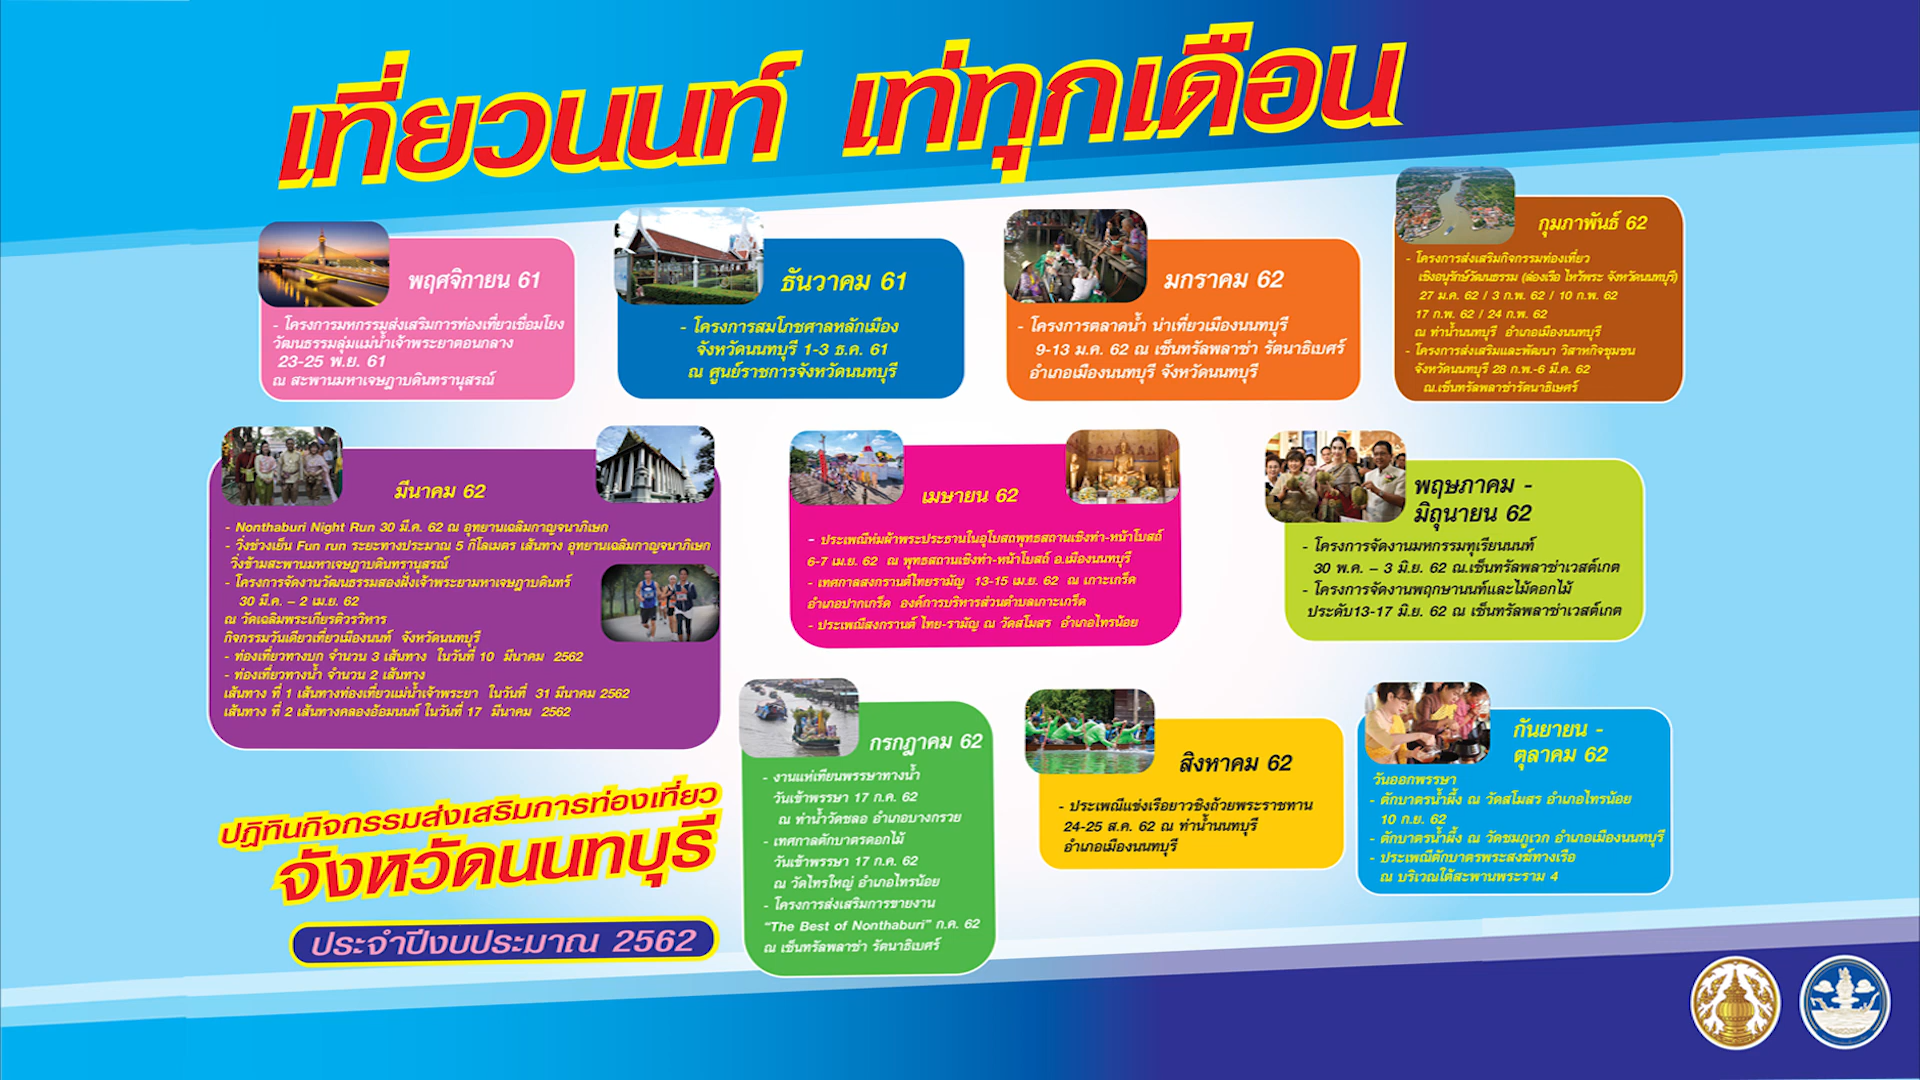 เที่ยวนนท์ เท่ทุกเดือน
พฤศจิกายน 61
- โครงการมหกรรมส่งเสริมการท่องเที่ยวเชื่อมโยง
วัฒนธรรมลุ่มแม่น้ำเจ้าพระยาตอนกลาง
23-25 พ.ย. 61
ณ สะพานมหาเจษฎาบดินทรานุสรณ์
ธันวาคม 61
- โครงการสมโภชศาลหลักเมือง
จังหวัดนนทบุรี 1-3 ธ.ค. 61
ณ ศูนย์ราชการจังหวัดนนทบุรี
มกราคม 62
- โครงการตลาดน้ำ น่าเที่ยวเมืองนนทบุรี
9-13 ม.ค. 62 ณ เซ็นทรัลพลาซ่า รัตนาธิเบศร์
อำเภอเมืองนนทบุรี จังหวัดนนทบุรี
กุมภาพันธ์ 62
- โครงการส่งเสริมกิจกรรมท่องเที่ยว
เชิงอนุรักษ์วัฒนธรรม (ล่องเรือ ไหว้พระ จังหวัดนนทบุรี)
27 ม.ค. 62 / 3 ก.พ. 62 / 10 ก.พ. 62
17 ก.พ. 62 / 24 ก.พ. 62
ณ ท่าน้ำนนทบุรี อำเภอเมืองนนทบุรี
- โครงการส่งเสริมและพัฒนา วิสาหกิจชุมชน
จังหวัดนนทบุรี 28 ก.พ.-6 มี.ค. 62
ณ.เซ็นทรัลพลาซ่ารัตนาธิเบศร์
มีนาคม 62
- Nonthaburi Night Run 30 มี.ค. 62 ณ อุทยานเฉลิมกาญจนาภิเษก
- วิ่งช่วงเย็น Fun run ระยะทางประมาณ 5 กิโลเมตร เส้นทาง อุทยานเฉลิมกาญจนาภิเษก
วิ่งข้ามสะพานมหาเจษฎาบดินทรานุสรณ์
- โครงการจัดงานวัฒนธรรมสองฝั่งเจ้าพระยามหาเจษฎาบดินทร์
30 มี.ค. – 2 เม.ย. 62
ณ วัดเฉลิมพระเกียรติวรวิหาร
กิจกรรมวันเดียวเที่ยวเมืองนนท์ จังหวัดนนทบุรี
- ท่องเที่ยวทางบก จำนวน 3 เส้นทาง ในวันที่ 10 มีนาคม 2562
- ท่องเที่ยวทางน้ำ จำนวน 2 เส้นทาง
เส้นทาง ที่ 1 เส้นทางท่องเที่ยวแม่น้ำเจ้าพระยา ในวันที่ 31 มีนาคม 2562
เส้นทาง ที่ 2 เส้นทางคลองอ้อมนนท์ ในวันที่ 17 มีนาคม 2562
เมษายน 62
- ประเพณีห่มผ้าพระประธานในอุโบสถพุทธสถานเชิงท่า-หน้าโบสถ์
6-7 เม.ย. 62 ณ พุทธสถานเชิงท่า-หน้าโบสถ์ อ.เมืองนนทบุรี
- เทศกาลสงกรานต์ไทยรามัญ 13-15 เม.ย. 62 ณ เกาะเกร็ด
อำเภอปากเกร็ด องค์การบริหารส่วนตำบลเกาะเกร็ด
- ประเพณีสงกรานต์ ไทย-รามัญ ณ วัดสโมสร อำเภอไทรน้อย
พฤษภาคม -
มิถุนายน 62
- โครงการจัดงานมหกรรมทุเรียนนนท์
30 พ.ค. – 3 มิ.ย. 62 ณ.เซ็นทรัลพลาซ่าเวสต์เกต
- โครงการจัดงานพฤกษานนท์และไม้ดอกไม้
ประดับ13-17 มิ.ย. 62 ณ เซ็นทรัลพลาซ่าเวสต์เกต
กรกฎาคม 62
- งานแห่เทียนพรรษาทางน้ำ
วันเข้าพรรษา 17 ก.ค. 62
ณ ท่าน้ำวัดชลอ อำเภอบางกรวย
- เทศกาลตักบาตรดอกไม้
วันเข้าพรรษา 17 ก.ค. 62
ณ วัดไทรใหญ่ อำเภอไทรน้อย
- โครงการส่งเสริมการขายงาน
"The Best of Nonthaburi" ก.ค. 62
ณ เซ็นทรัลพลาซ่า รัตนาธิเบศร์
สิงหาคม 62
- ประเพณีแข่งเรือยาวชิงถ้วยพระราชทาน
24-25 ส.ค. 62 ณ ท่าน้ำนนทบุรี
อำเภอเมืองนนทบุรี
กันยายน -
ตุลาคม 62
วันออกพรรษา
- ตักบาตรน้ำผึ้ง ณ วัดสโมสร อำเภอไทรน้อย
10 ก.ย. 62
- ตักบาตรน้ำผึ้ง ณ วัดชมภูเวก อำเภอเมืองนนทบุรี
- ประเพณีตักบาตรพระสงฆ์ทางเรือ
ณ บริเวณใต้สะพานพระราม 4
ปฏิทินกิจกรรมส่งเสริมการท่องเที่ยว
จังหวัดนนทบุรี
ประจำปีงบประมาณ 2562